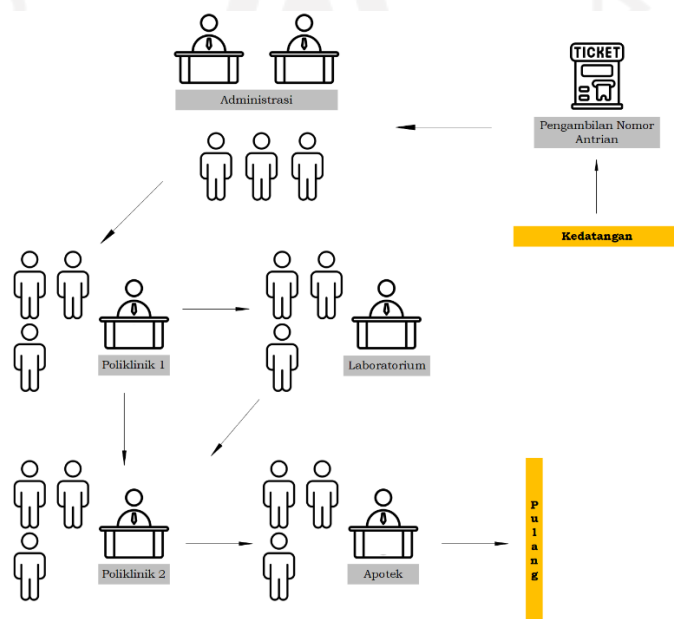 TICKET
Administrasi
Pengambilan Nomor
Antrian
Kedatangan
Poliklinik 1
Laboratorium
Poliklinik 2
Apotek
Pulang